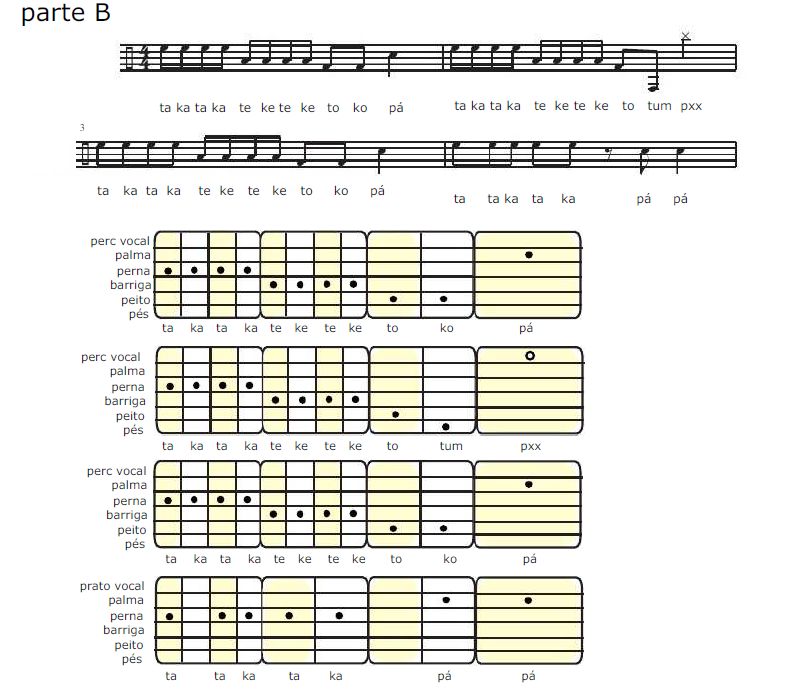 parte B
4
4
ta ka ta ka te ke te ke to ko pá ta ka ta ka te ke te ke to tum pxx
3
ta ka ta ka te ke te ke to ko pá ta ta ka ta ka pá pá
perc vocal
palma
perna
barriga
peito
pés
ta ka ta ka te ke te ke to ko pá
perc vocal
palma
perna
barriga
peito
pés
ta ka ta ka te ke te ke to tum pxx
perc vocal
palma
perna
barriga
peito
pés
ta ka ta ka te ke te ke to ko pá
prato vocal
palma
perna
barriga
peito
pés
ta ta ka ta ka pá pá